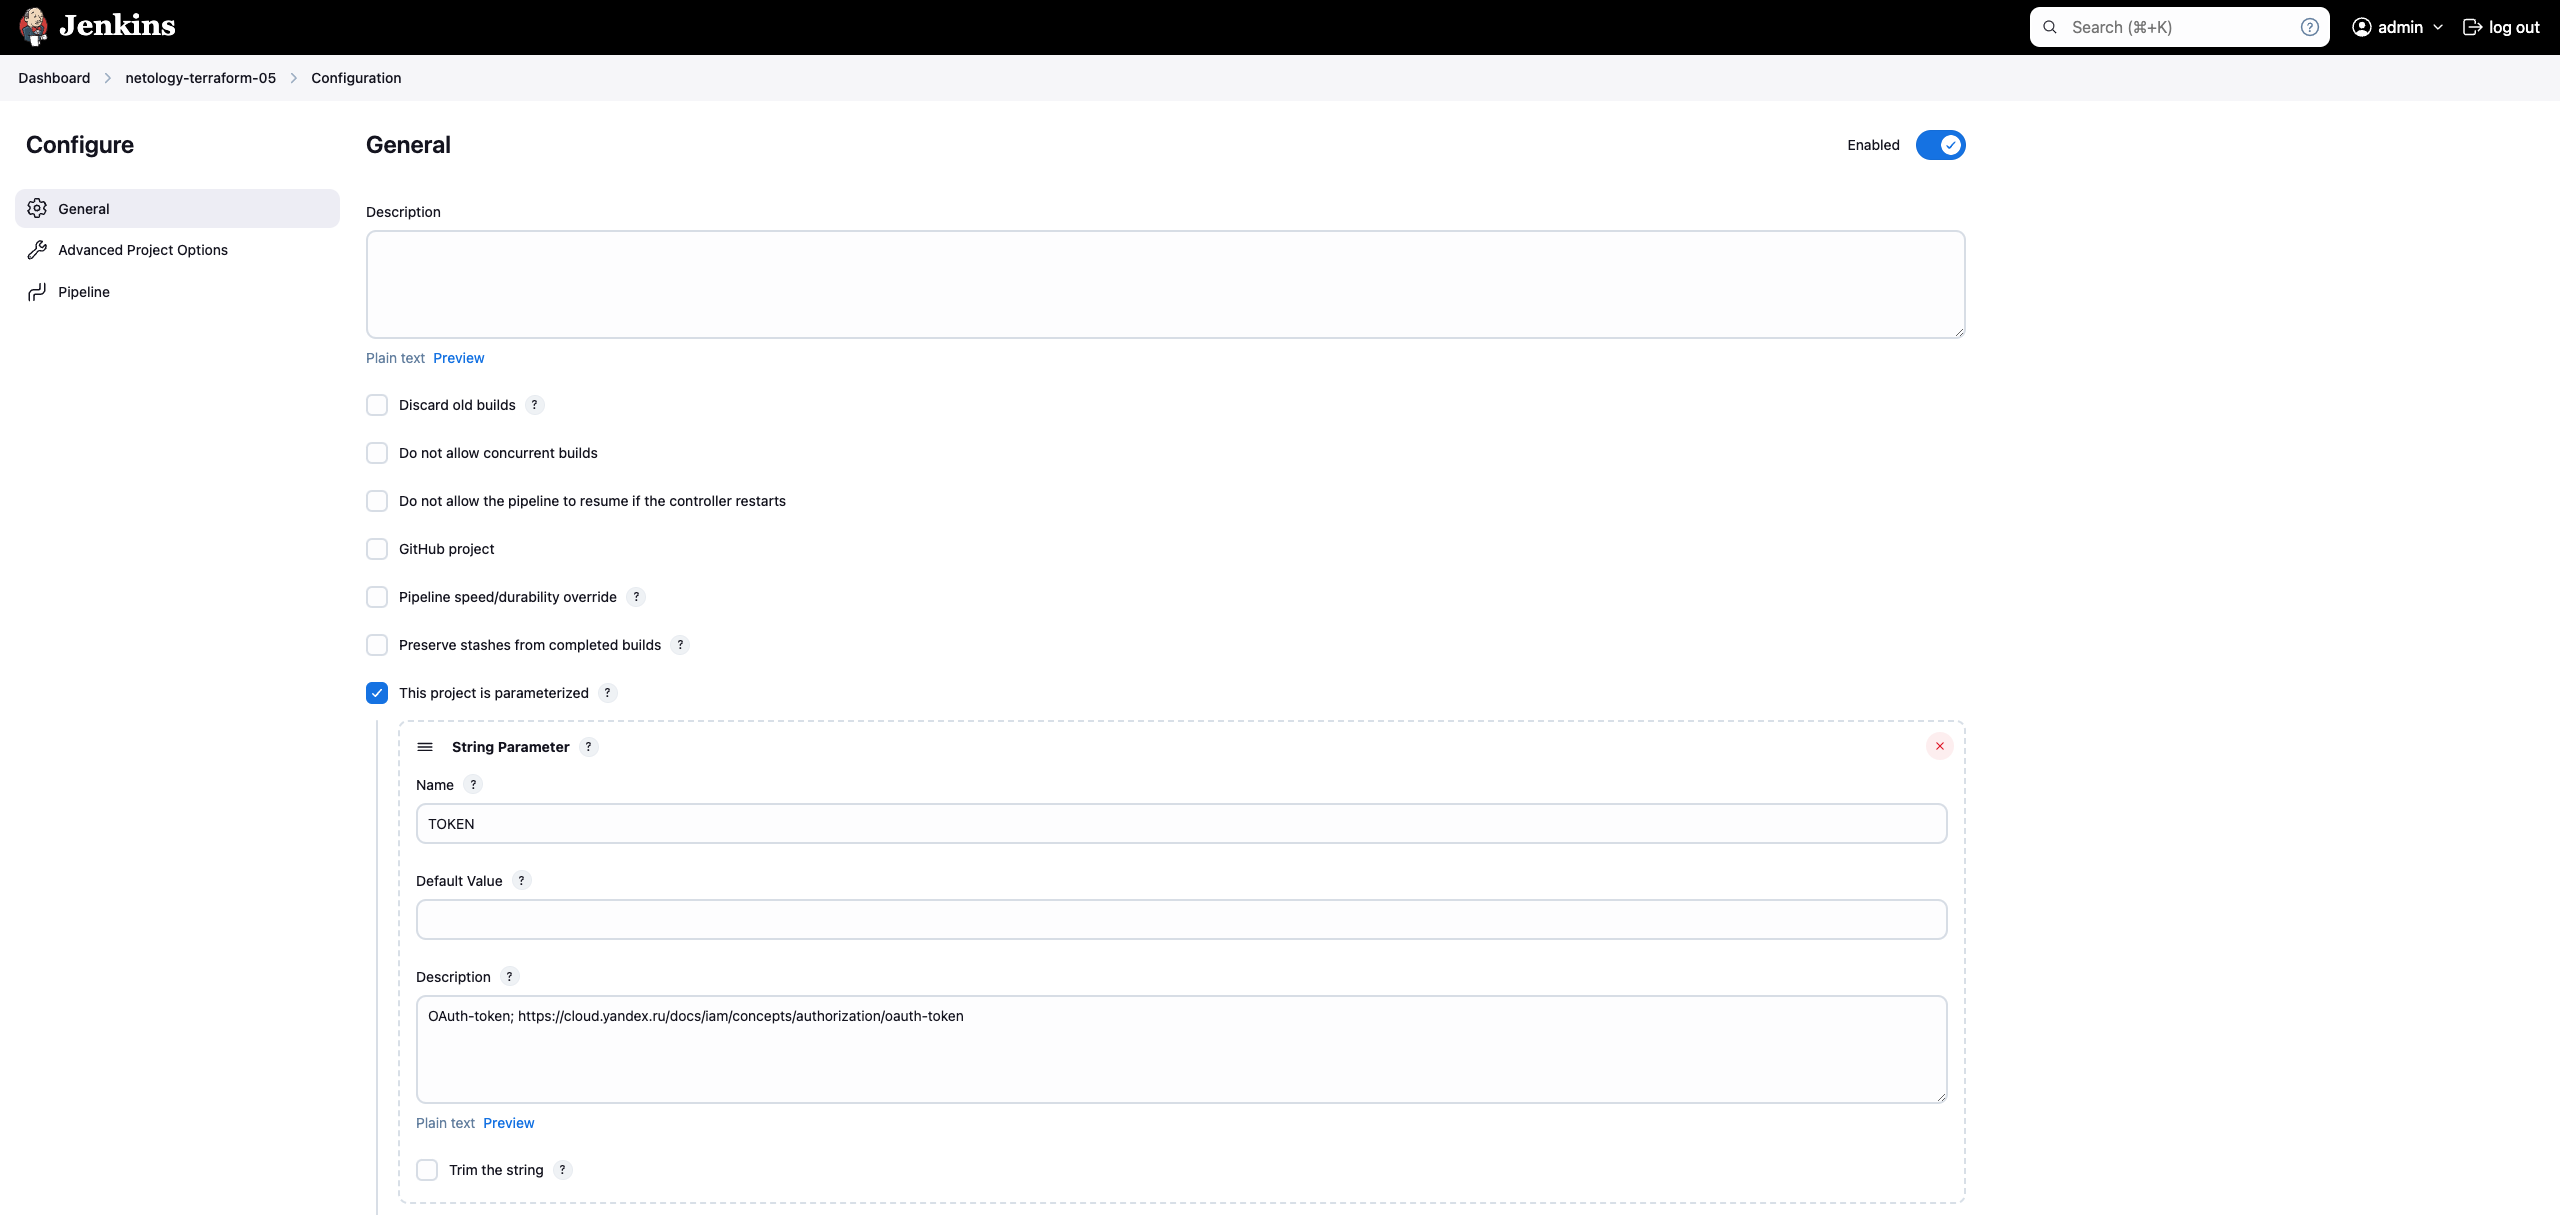 Jenkins
Search (⌘+K) ?
admin
log out
Dashboard > netology-terraform-05 > Configuration
Configure
General
Advanced Project Options
Pipeline
General
Enabled
Description
Plain text Preview
Discard old builds ?
Do not allow concurrent builds
Do not allow the pipeline to resume if the controller restarts
GitHub project
Pipeline speed/durability override ?
Preserve stashes from completed builds ?
This project is parameterized ?
String Parameter ?
Name ?
TOKEN
Default Value ?
Description ?
OAuth-token; https://cloud.yandex.ru/docs/iam/concepts/authorization/oauth-token
Plain text Preview
Trim the string ?